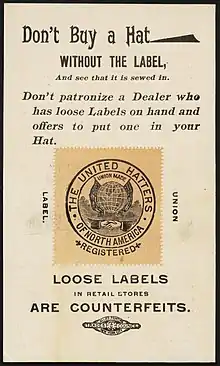 Don't Buy a Hat
WITHOUT THE LABEL,
And see that it is sewed in.
Don't patronize a Dealer who
has loose Labels on hand and
offers to put one in your
Hat.
LABEL.
THE UNITED HATTERS
OF NORTH AMERICA
UNION MADE
REGISTERED
UNION
LOOSE LABELS
IN RETAIL STORES
ARE COUNTERFEITS.
TRADES COUNCIL